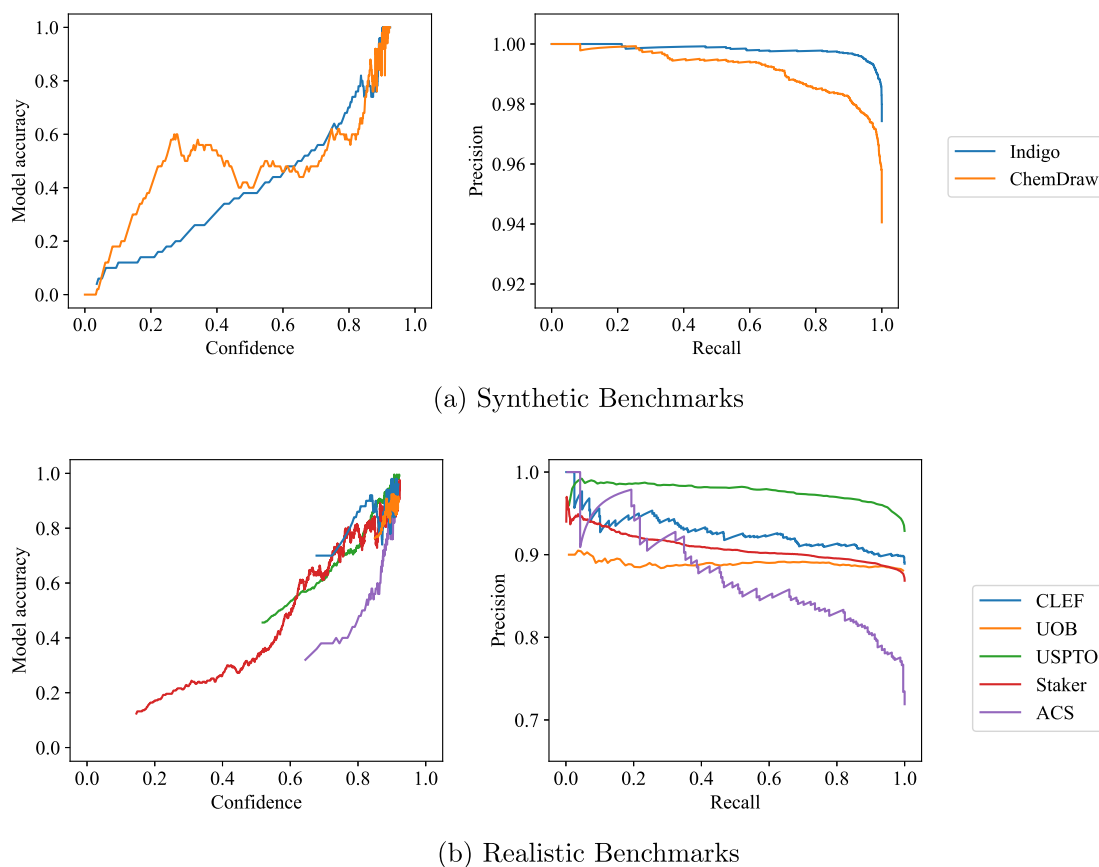 1.0
0.8
0.6
0.4
0.2
0.0
Model accuracy
0.0 0.2 0.4 0.6 0.8 1.0
Confidence
1.00
0.98
0.96
0.94
0.92
Precision
0.0 0.2 0.4 0.6 0.8 1.0
Recall
Indigo
ChemDraw
(a) Synthetic Benchmarks
1.0
0.8
0.6
0.4
0.2
0.0
Model accuracy
0.0 0.2 0.4 0.6 0.8 1.0
Confidence
1.0
0.9
0.8
0.7
Precision
0.0 0.2 0.4 0.6 0.8 1.0
Recall
CLEF
UOB
USPTO
Staker
ACS
(b) Realistic Benchmarks